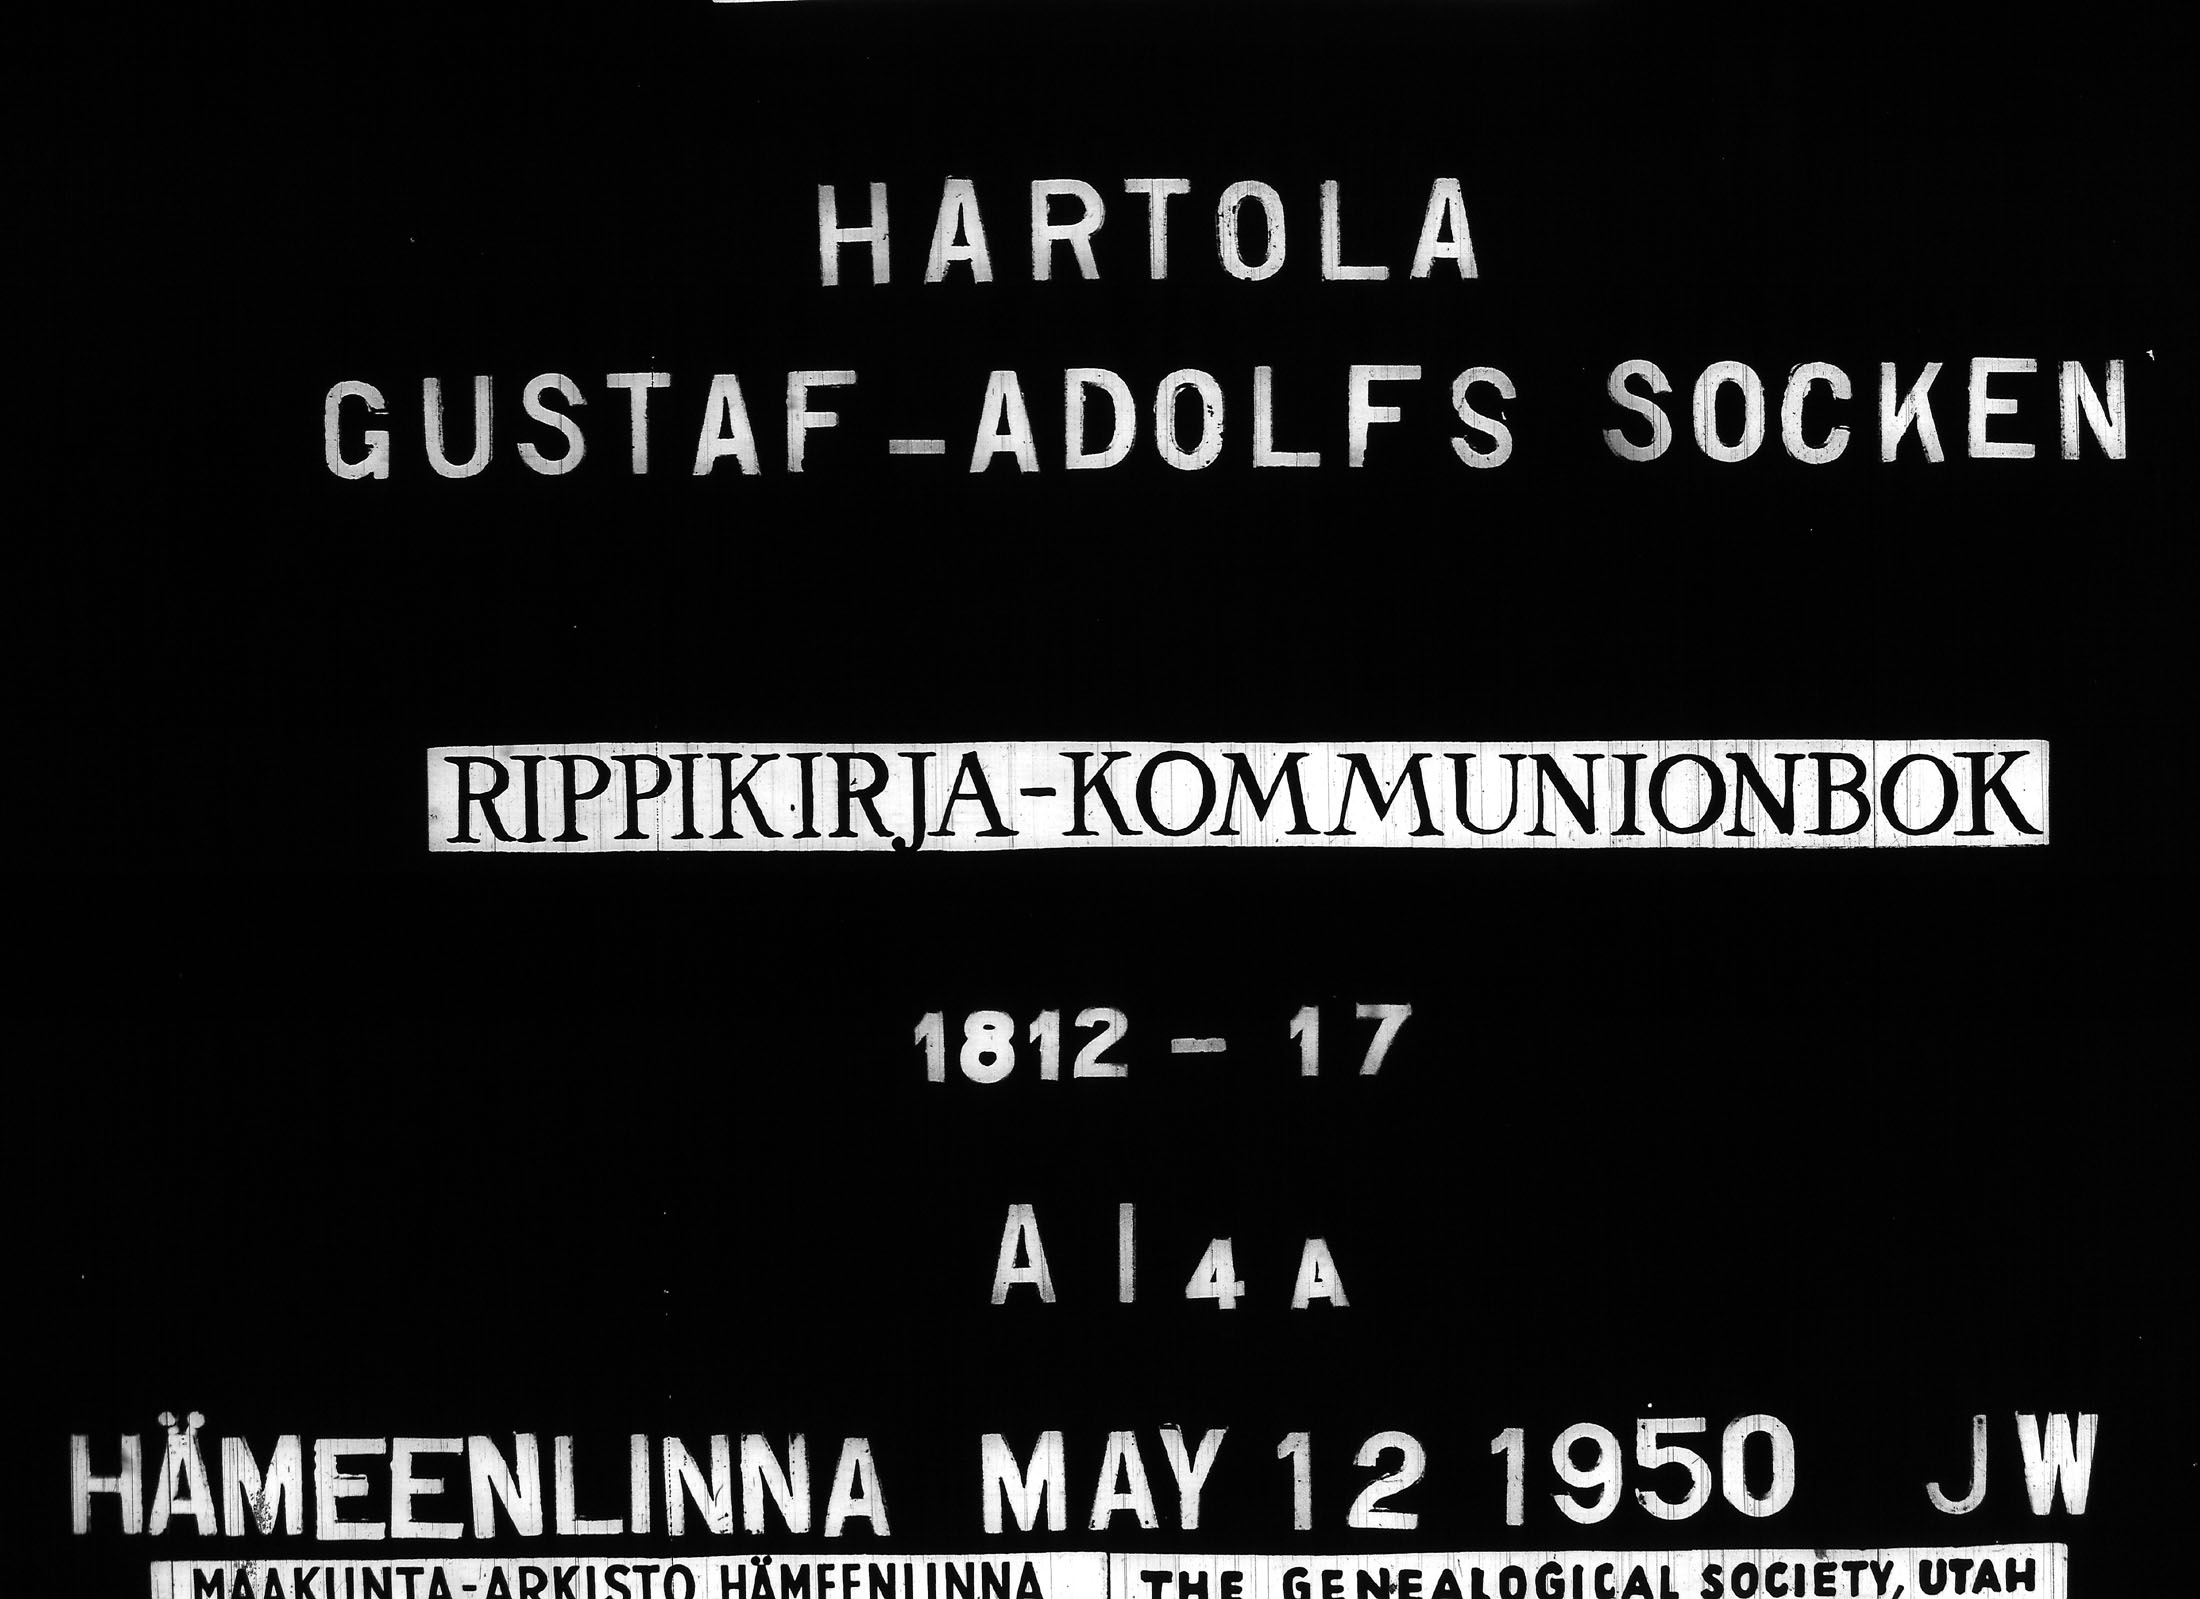 HARTOLA
GUSTAF-ADOLFS SOCKEN
RIPPIKIRJA-KOMMUNIONBOK
1812 - 17
A I 4 A
HÄMEENLINNA MAY 12 1950 JW
MAAKUNTA-ARKISTO HÄMEENLINNA THE GENEALOGICAL SOCIETY, UTAH